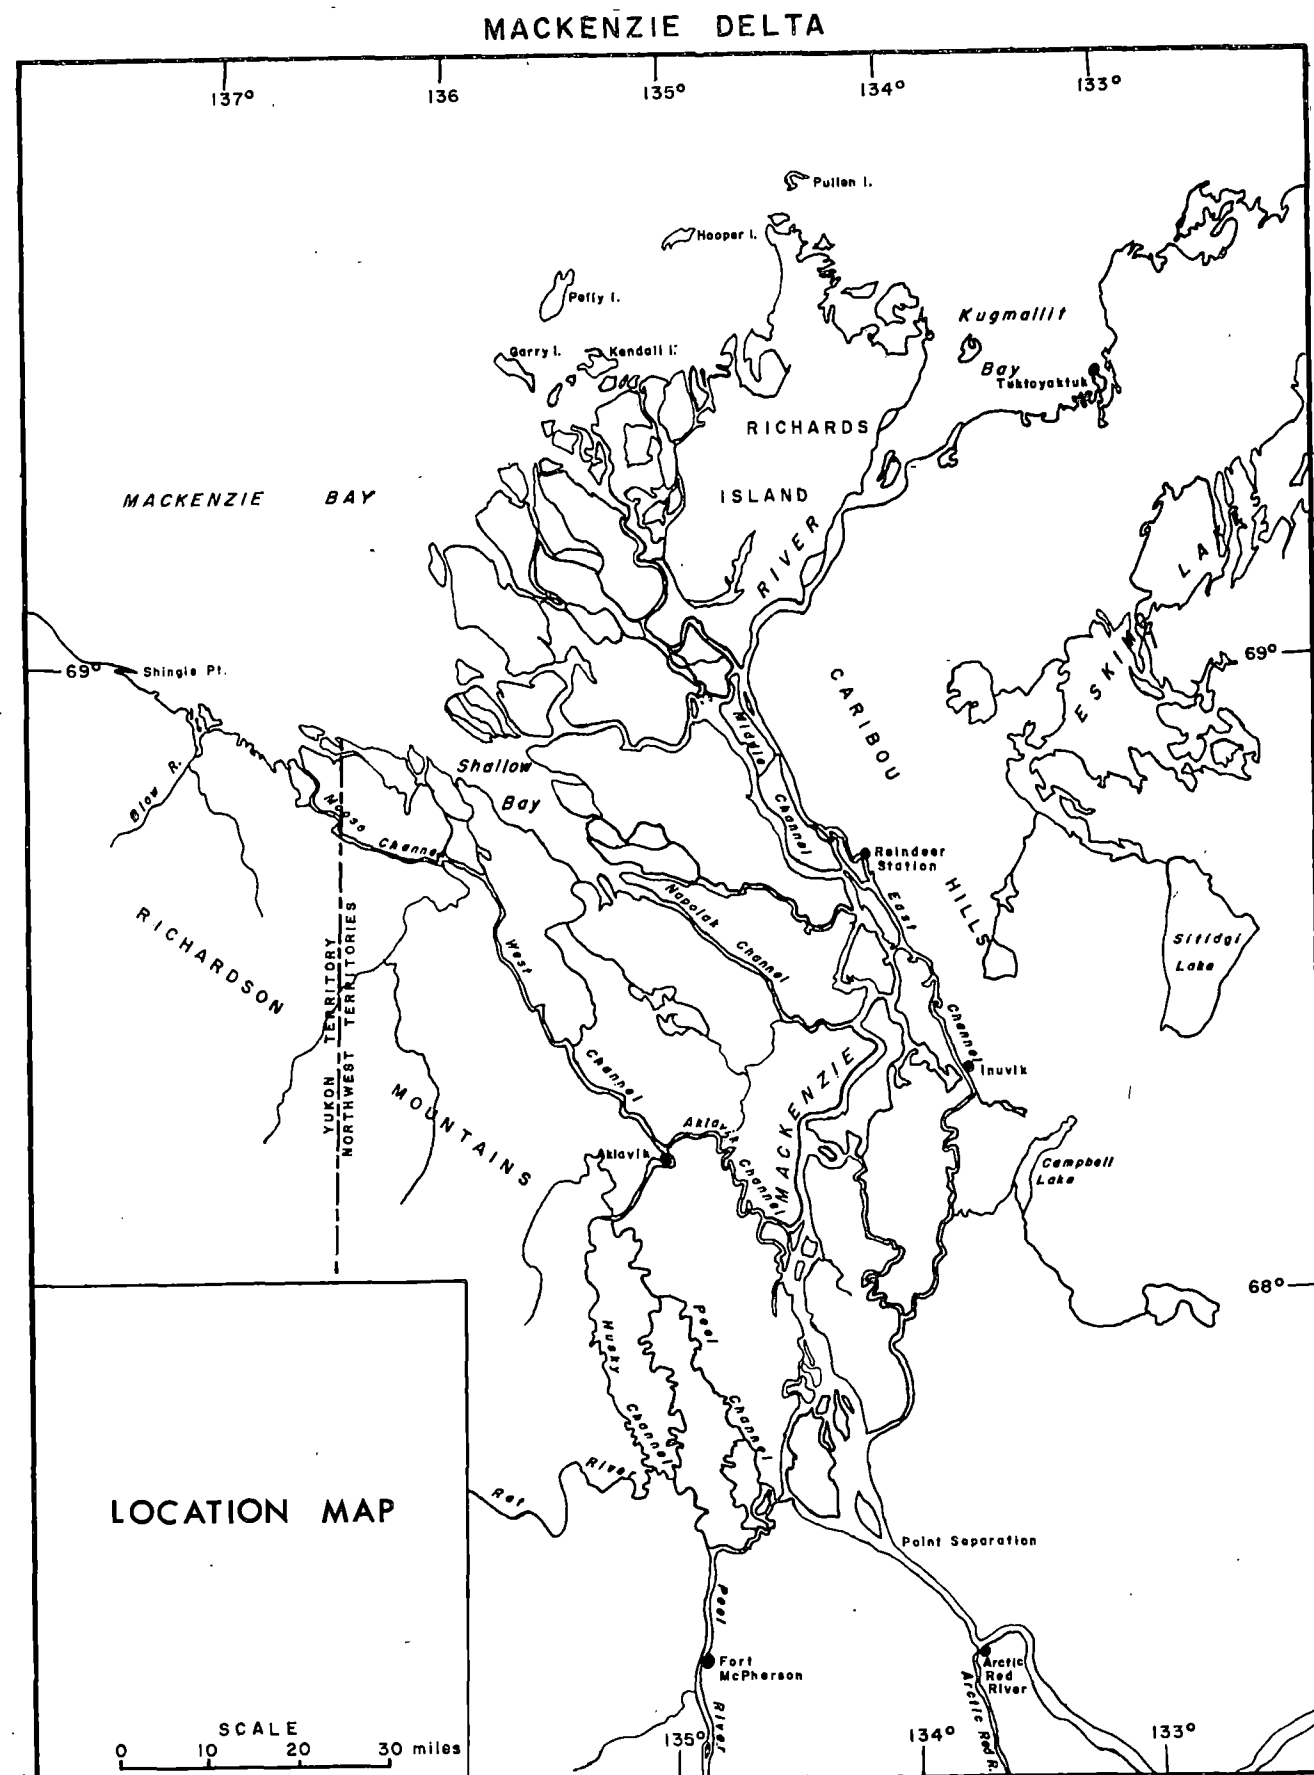 MACKENZIE DELTA
137° 136 135° 134° 133°
Pullen I.
Hooper I.
Pelly I.
Garry I. Kendall I.
Kugmallit
Bay
Tuktoyaktuk
RICHARDS
ISLAND
MACKENZIE BAY
RIVER
ESKIMO LA
69° Shingle Pt. 69°
CARIBOU
HILLS
Middle
Channel
Shallow
Bay
Blow R.
Moose
Channel
Reindeer
Station
East
Channel
Napoiak
Channel
Sitidgi
Lake
RICHARDSON
MOUNTAINS
YUKON TERRITORY
NORTHWEST TERRITORIES
West
Channel
Inuvik
MACKENZIE
Aklavik
Channel
Aklavik
Campbell
Lake
68°
Husky
Channel
Peel
Channel
Rat River
LOCATION MAP
Point Separation
Peel
River
Fort
McPherson
Arctic
Red
River
Arctic Red R.
SCALE
0 10 20 30 miles
135° 134° 133°